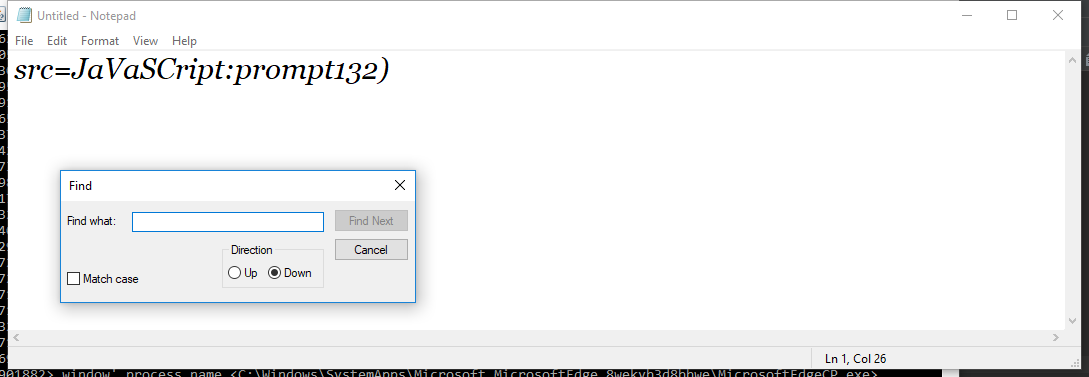 Untitled - Notepad
File Edit Format View Help
src=JaVaSCript:prompt132)
Find
Find what:
Find Next
Direction
Cancel
Up Down
Match case
Ln 1, Col 26
901882> window' process name <C:\Windows\SystemApps\Microsoft.MicrosoftEdge_8wekyb3d8bbwe\MicrosoftEdgeCP.exe>